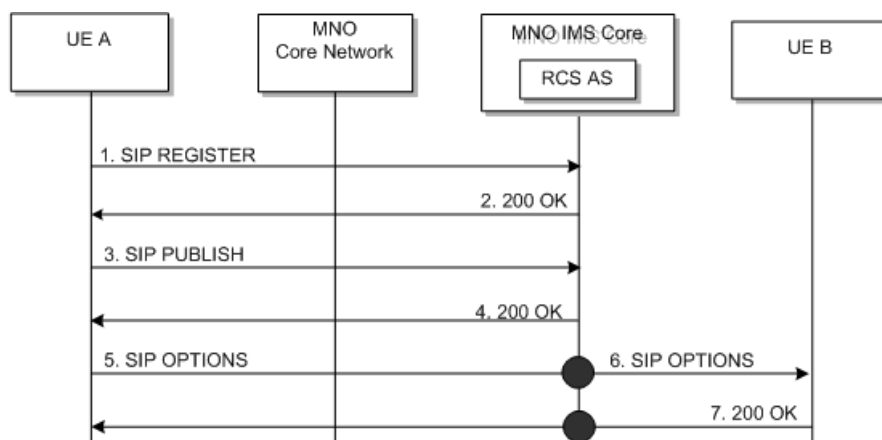 UE A
MNO
Core Network
MNO IMS Core
RCS AS
UE B
1. SIP REGISTER
2. 200 OK
3. SIP PUBLISH
4. 200 OK
5. SIP OPTIONS
6. SIP OPTIONS
7. 200 OK